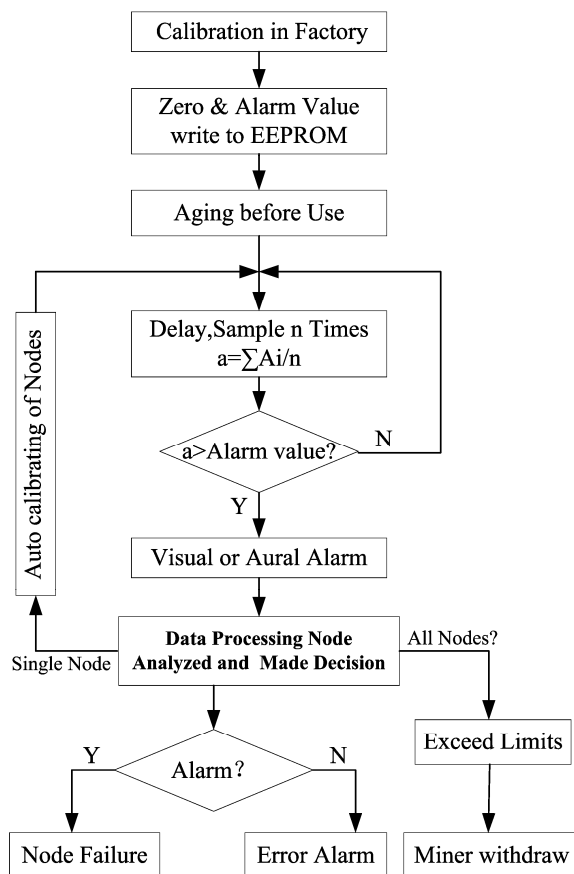 Calibration in Factory
Zero & Alarm Value
write to EEPROM
Aging before Use
Delay,Sample n Times
a=∑Ai/n
a>Alarm value?
N
Y
Auto calibrating of Nodes
Visual or Aural Alarm
Data Processing Node
Analyzed and Made Decision
Single Node
All Nodes?
Exceed Limits
Y
Alarm?
N
Node Failure
Error Alarm
Miner withdraw